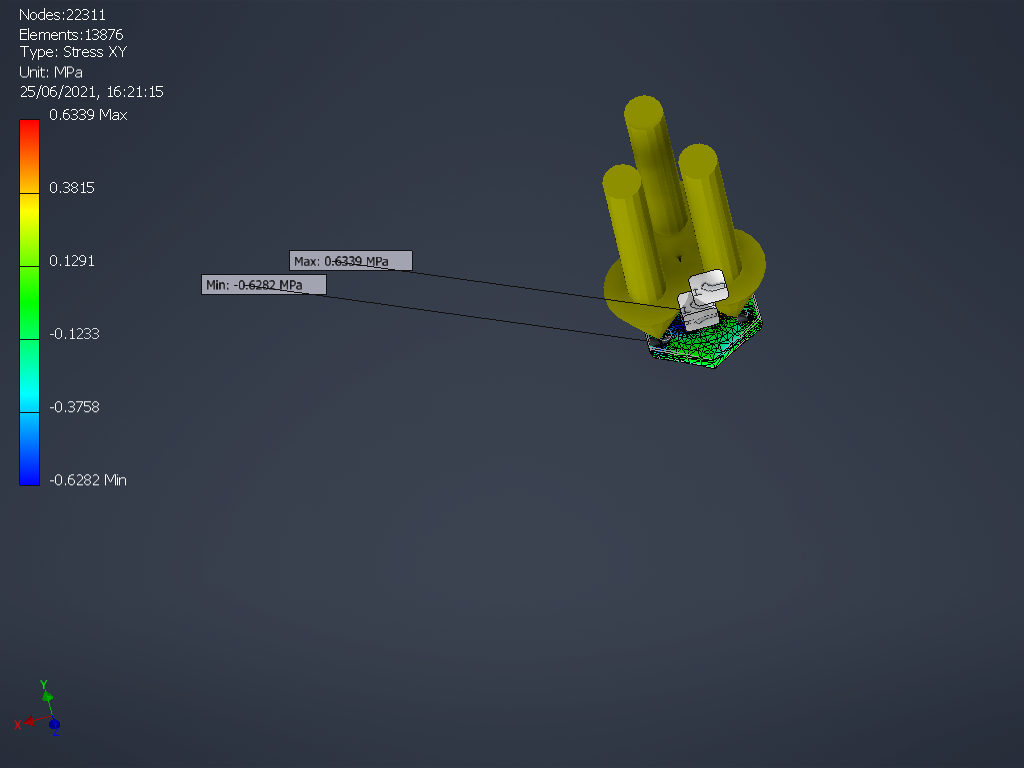 Nodes:22311
Elements:13876
Type: Stress XY
Unit: MPa
25/06/2021, 16:21:15
0.6339 Max
0.3815
0.1291
-0.1233
-0.3758
-0.6282 Min
Max: 0.6339 MPa
Min: -0.6282 MPa
Y
X
Z